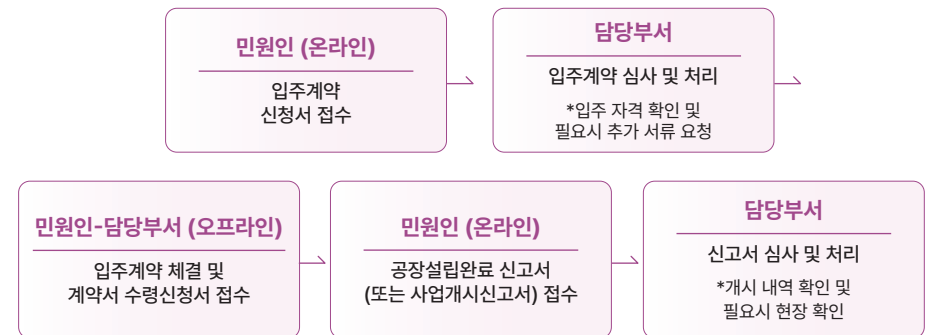 민원인 (온라인)
입주계약
신청서 접수
담당부서
입주계약 심사 및 처리
*입주 자격 확인 및
필요시 추가 서류 요청
민원인-담당부서 (오프라인)
입주계약 체결 및
계약서 수령신청서 접수
민원인 (온라인)
공장설립완료 신고서
(또는 사업개시신고서) 접수
담당부서
신고서 심사 및 처리
*개시 내역 확인 및
필요시 현장 확인